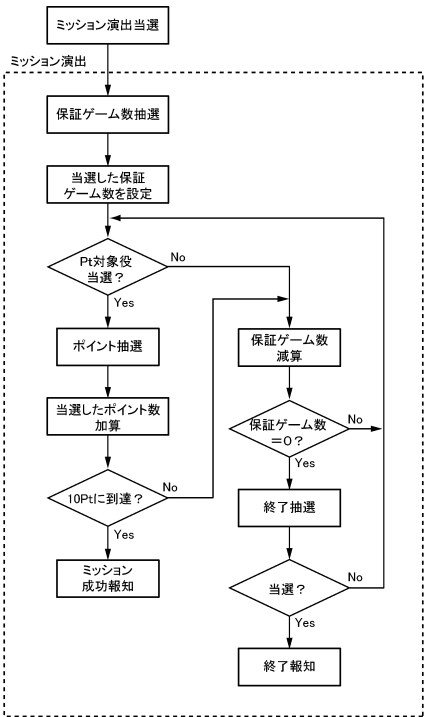 ミッション演出当選
ミッション演出
保証ゲーム数抽選
当選した保証
ゲーム数を設定
Pt対象役
当選？
No
Yes
ポイント抽選
当選したポイント数
加算
10Ptに到達？
No
Yes
ミッション
成功報知
保証ゲーム数
減算
保証ゲーム数
＝0？
No
Yes
終了抽選
当選？
No
Yes
終了報知